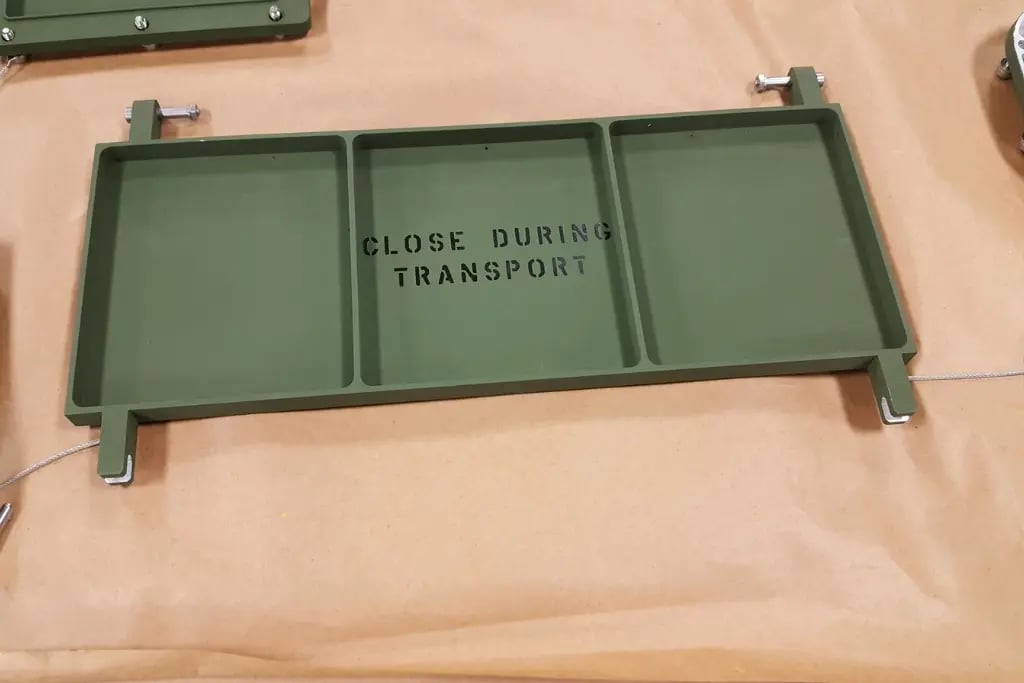 CLOSE DURING
TRANSPORT